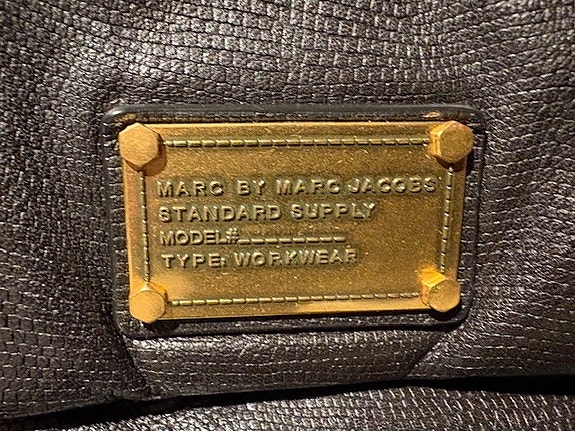 MARC BY MARC JACOBS
STANDARD SUPPLY
MODEL#________
TYPE: WORKWEAR